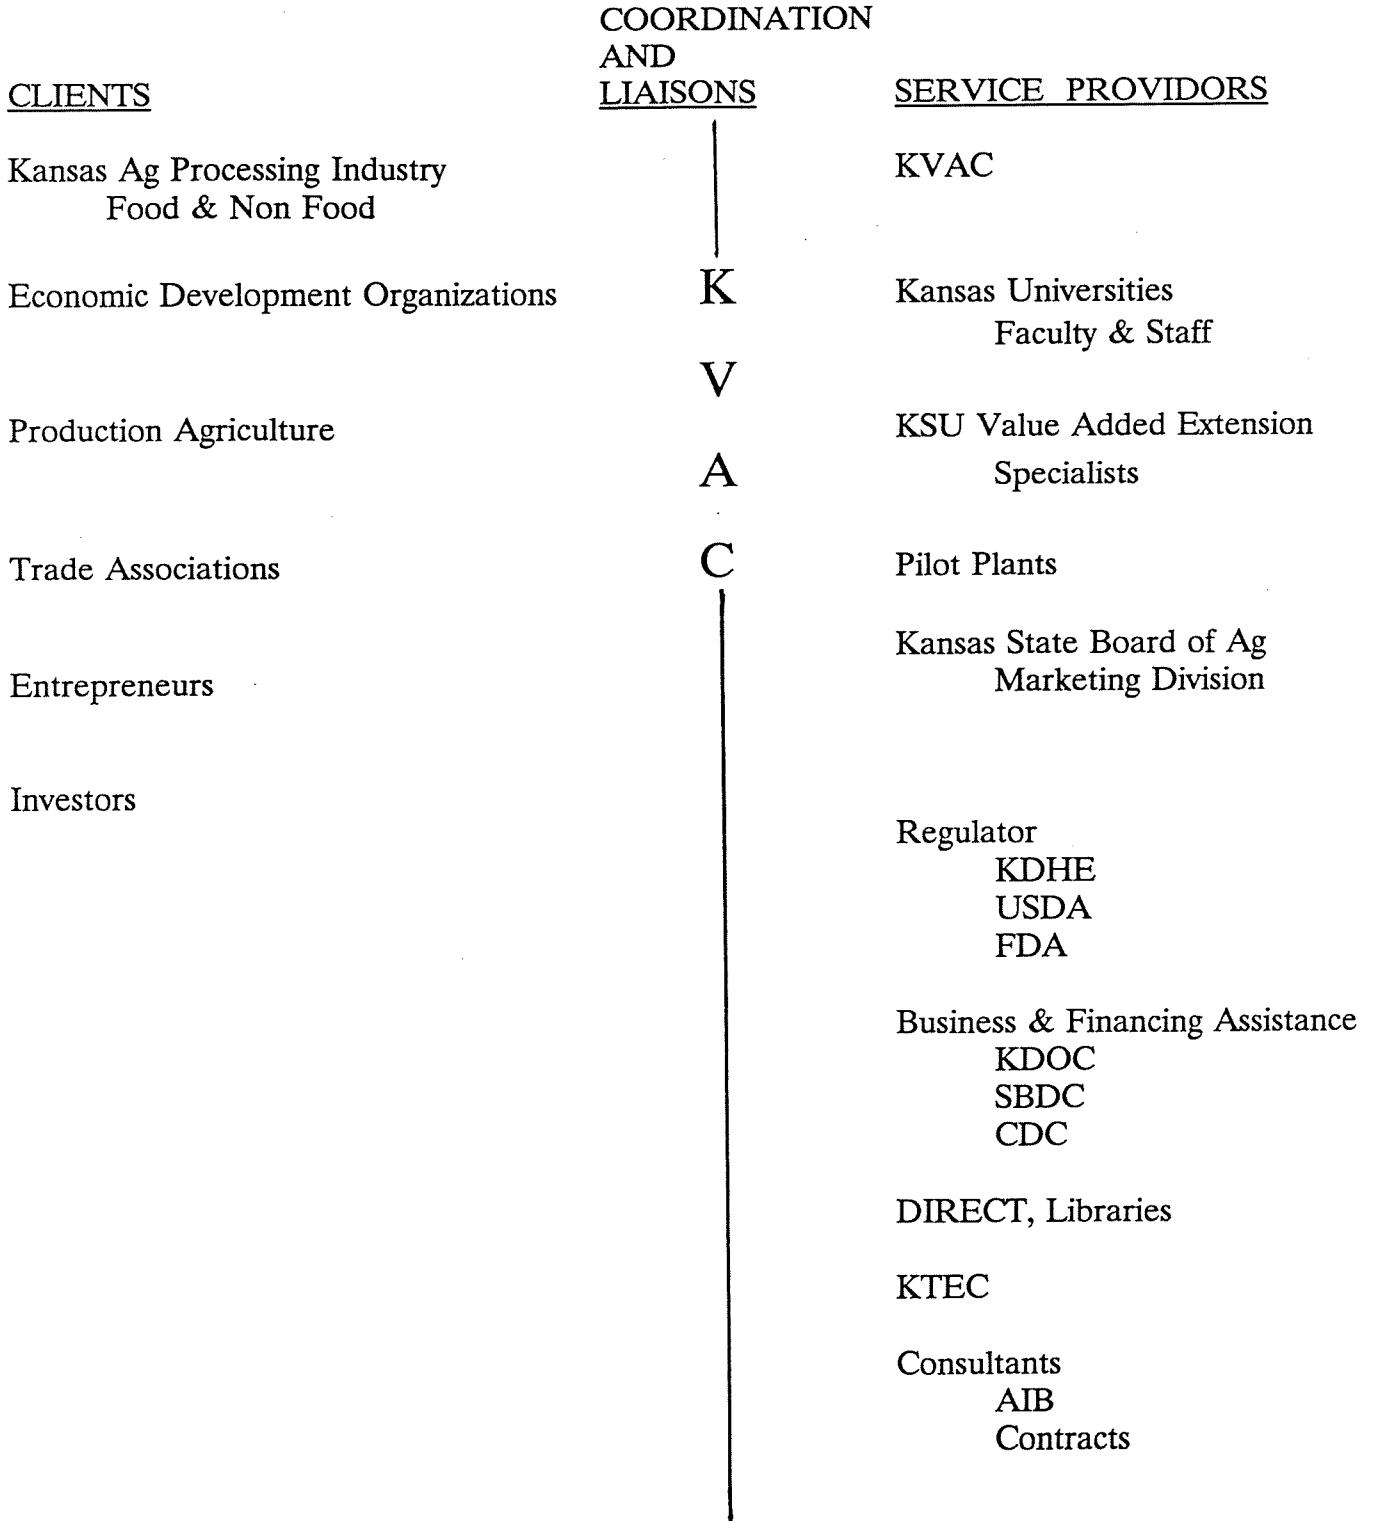 CLIENTS
Kansas Ag Processing Industry
Food & Non Food
Economic Development Organizations
Production Agriculture
Trade Associations
Entrepreneurs
Investors
COORDINATION
AND
LIAISONS
K
V
A
C
SERVICE PROVIDORS
KVAC
Kansas Universities
Faculty & Staff
KSU Value Added Extension
Specialists
Pilot Plants
Kansas State Board of Ag
Marketing Division
Regulator
KDHE
USDA
FDA
Business & Financing Assistance
KDOC
SBDC
CDC
DIRECT, Libraries
KTEC
Consultants
AIB
Contracts